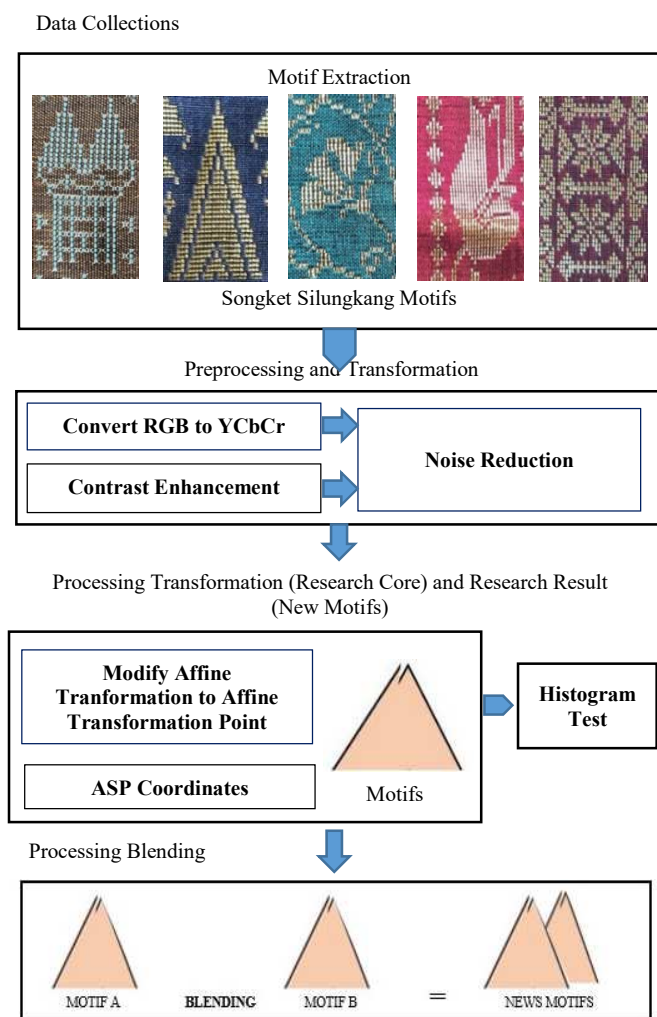 Data Collections
Motif Extraction
Songket Silungkang Motifs
Preprocessing and Transformation
Convert RGB to YCbCr
Contrast Enhancement
Noise Reduction
Processing Transformation (Research Core) and Research Result
(New Motifs)
Modify Affine
Tranformation to Affine
Transformation Point
ASP Coordinates
Motifs
Histogram
Test
Processing Blending
MOTIF A
BLENDING
MOTIF B
=
NEWS MOTIFS